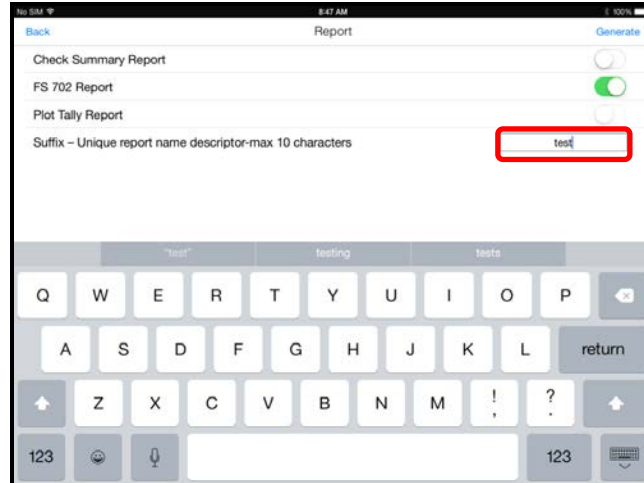 No SIM 8:47 AM 100%
Back Report Generate
Check Summary Report
FS 702 Report
Plot Tally Report
Suffix – Unique report name descriptor-max 10 characters test
"test" testing tests
Q W E R T Y U I O P
A S D F G H J K L return
Z X C V B N M ! , ? .
123 123